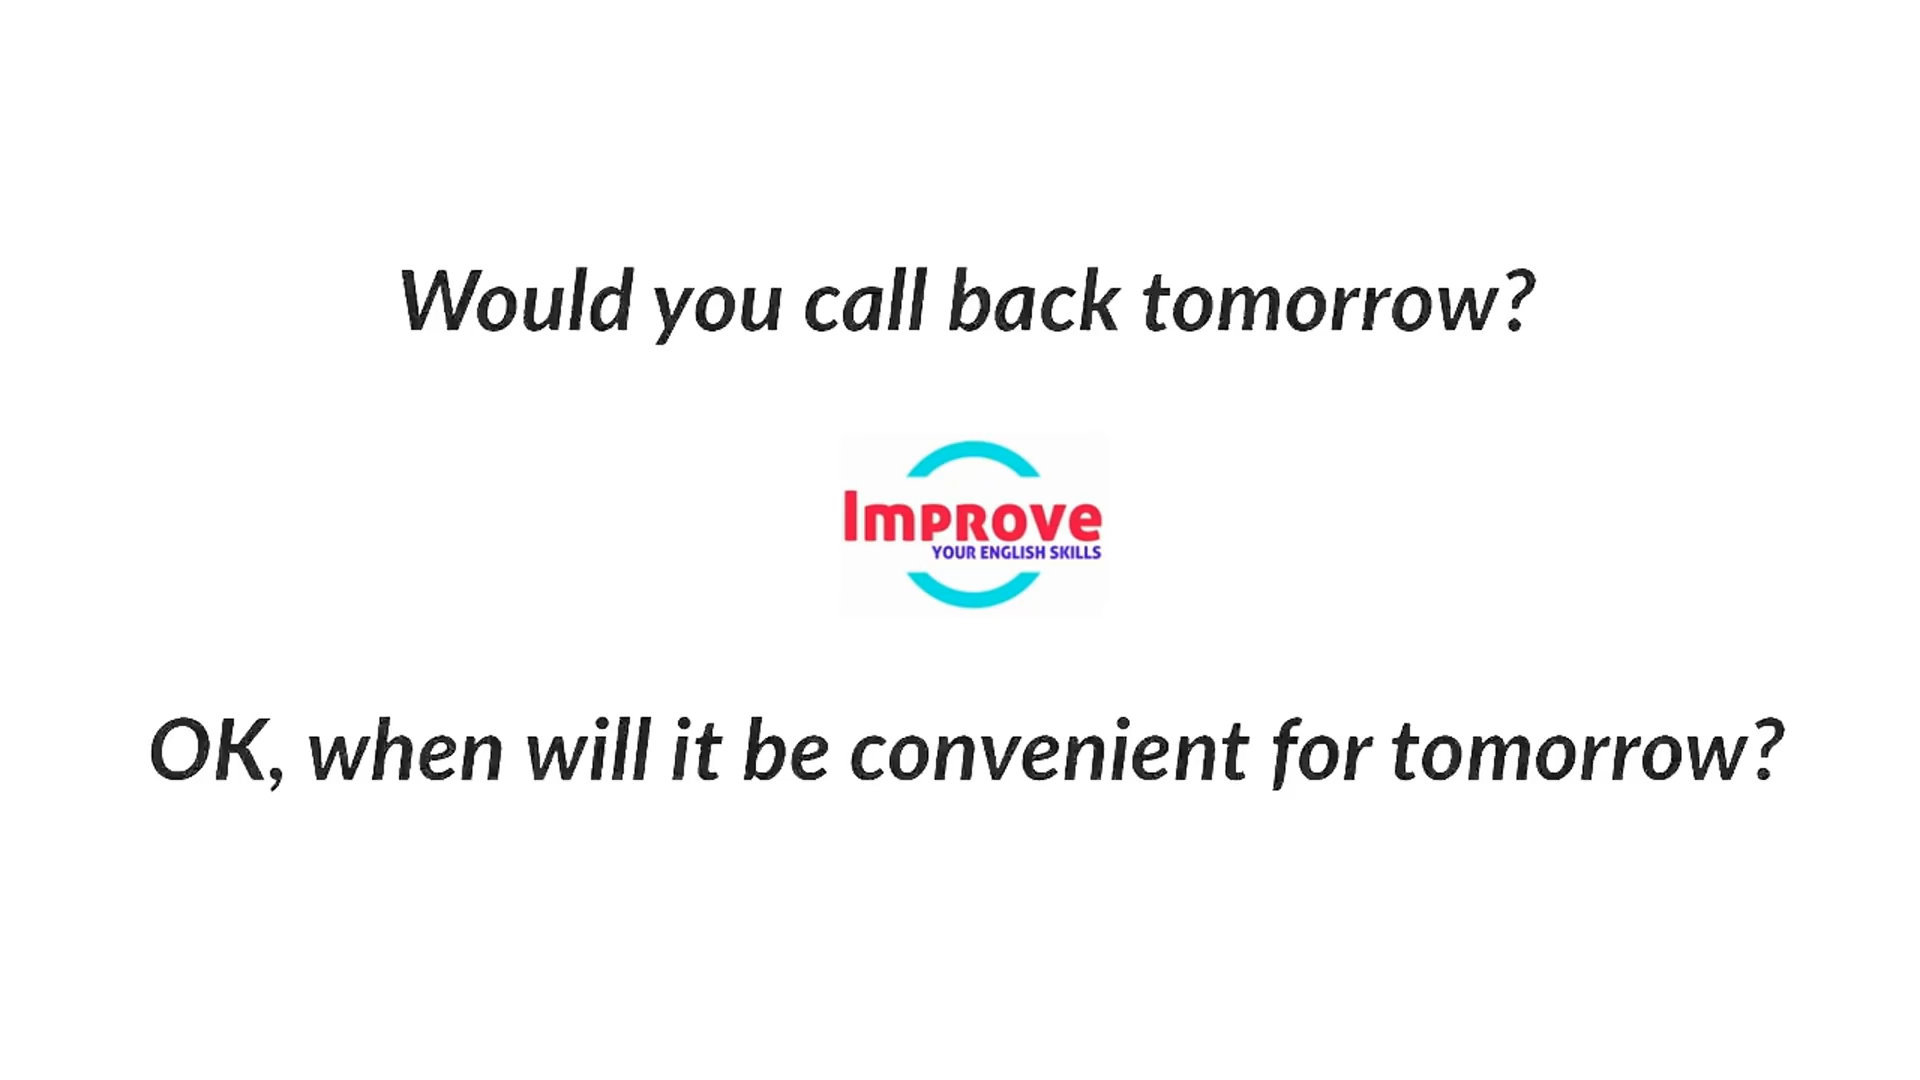 Would you call back tomorrow?
Improve
YOUR ENGLISH SKILLS
OK, when will it be convenient for tomorrow?